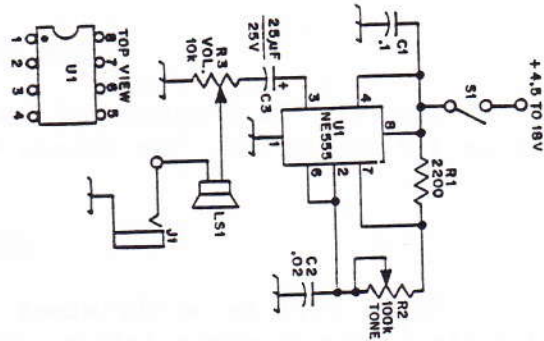 + 4.5 TO 18V
S1
C1
.1
R1
2200
4
8
7
U1
NE555
3
2
6
1
25µF
25V
+
C3
R3
VOL.
10k
R2
100k
TONE
C2
.02
LS1
J1
TOP VIEW
U1
1
2
3
4
8
7
6
5